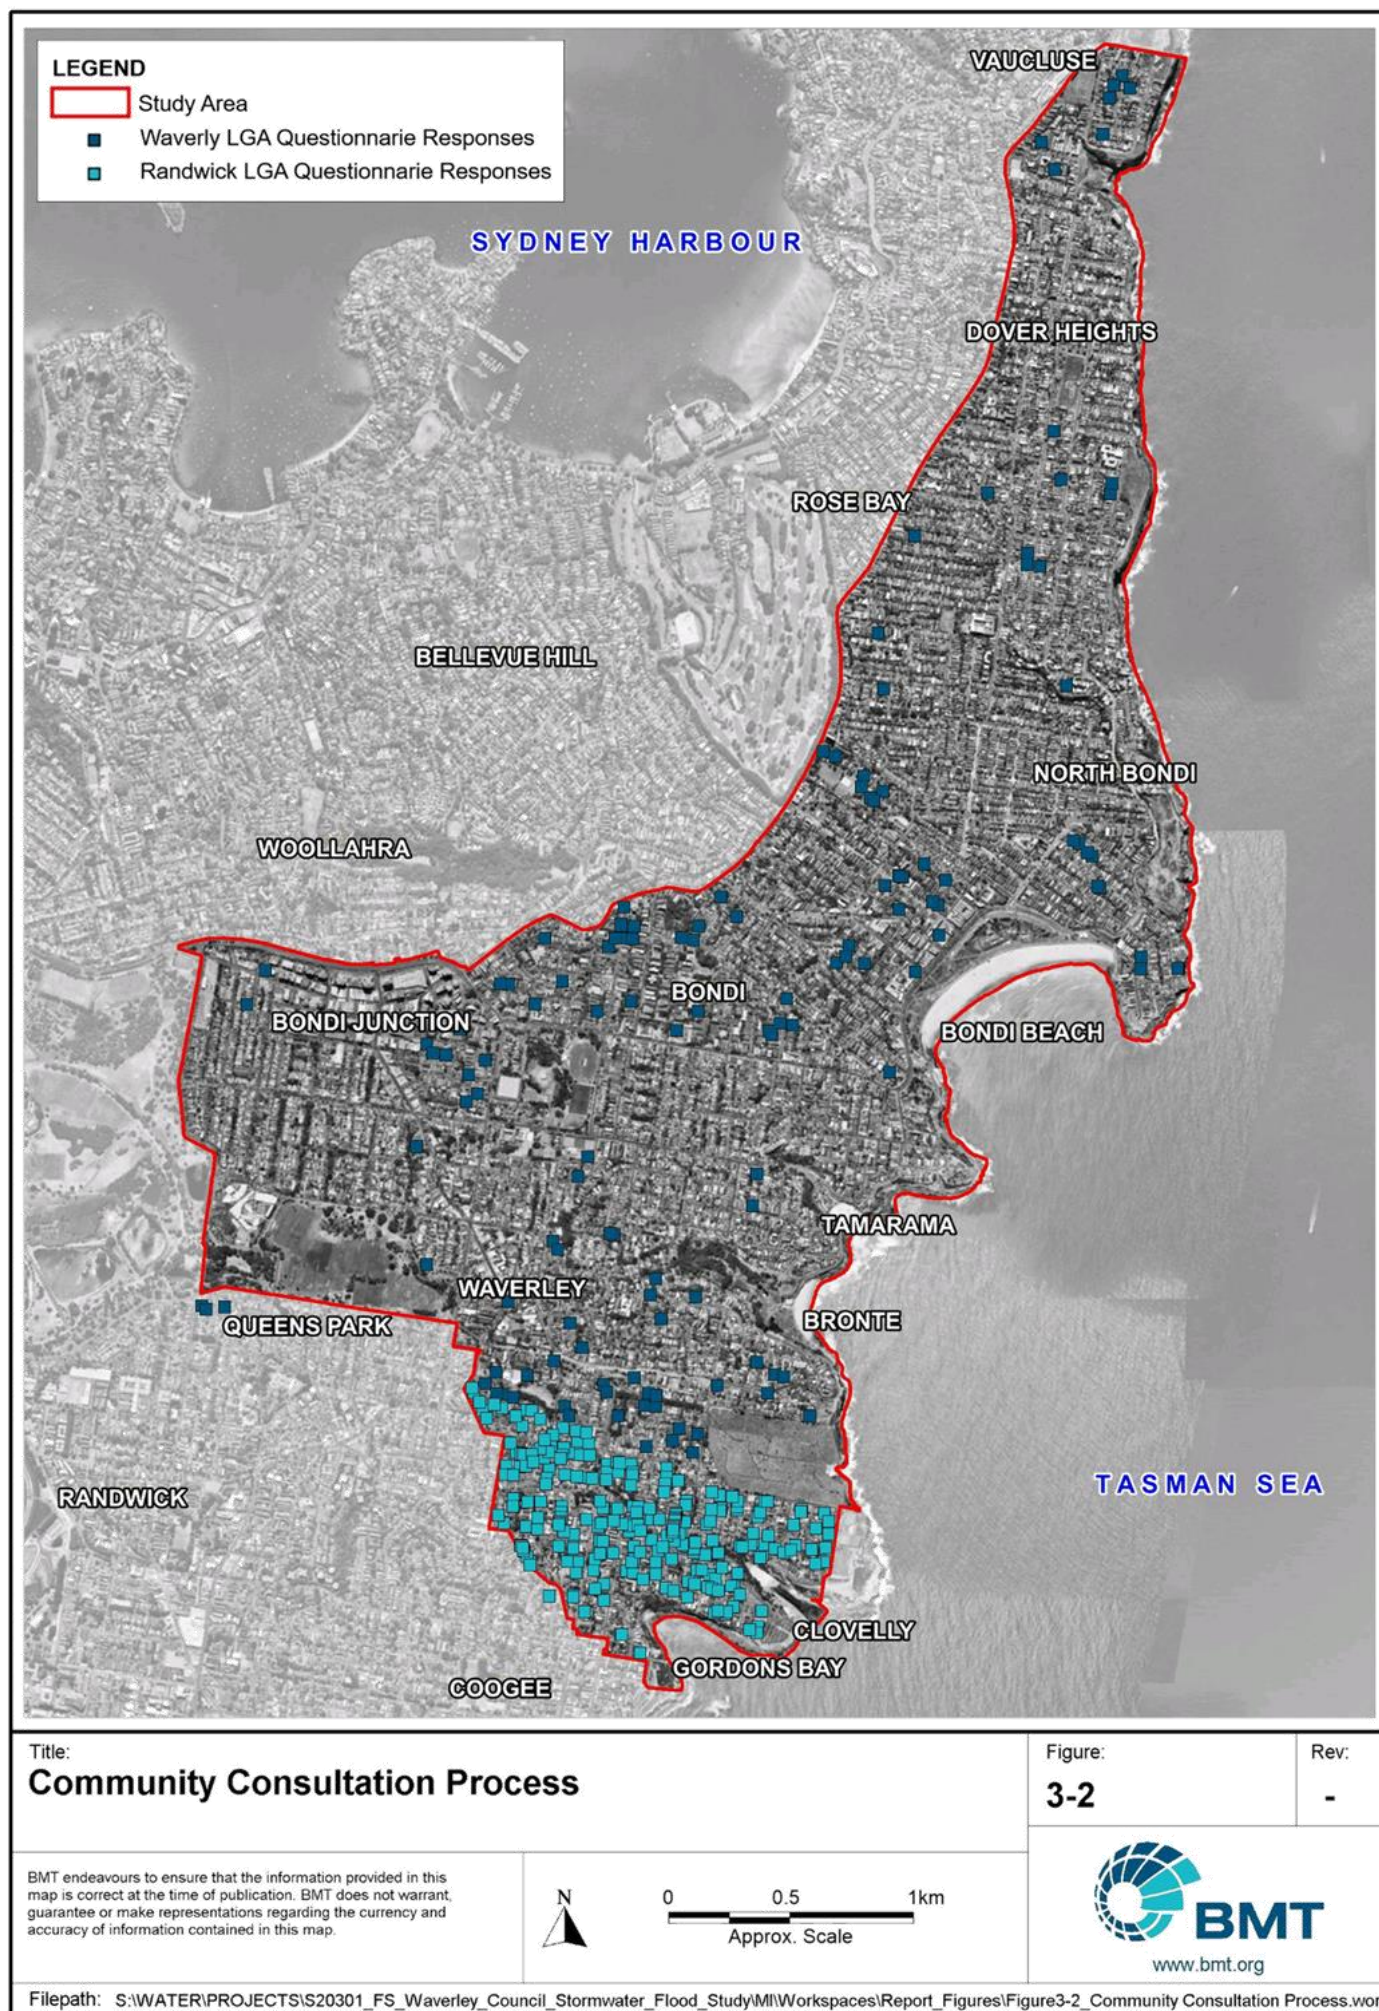 LEGEND
Study Area
Waverly LGA Questionnarie Responses
Randwick LGA Questionnarie Responses
VAUCLUSE
SYDNEY HARBOUR
DOVER HEIGHTS
ROSE BAY
BELLEVUE HILL
NORTH BONDI
WOOLLAHRA
BONDI
BONDI JUNCTION
BONDI BEACH
TAMARAMA
WAVERLEY
BRONTE
QUEENS PARK
TASMAN SEA
RANDWICK
CLOVELLY
GORDONS BAY
COOGEE
Title:
Community Consultation Process
Figure:
3-2
Rev:
-
BMT endeavours to ensure that the information provided in this
map is correct at the time of publication. BMT does not warrant,
guarantee or make representations regarding the currency and
accuracy of information contained in this map.
N
0 0.5 1km
Approx. Scale
BMT
www.bmt.org
Filepath: S:\WATER\PROJECTS\S20301_FS_Waverley_Council_Stormwater_Flood_Study\MI\Workspaces\Report_Figures\Figure3-2_Community Consultation Process.wor